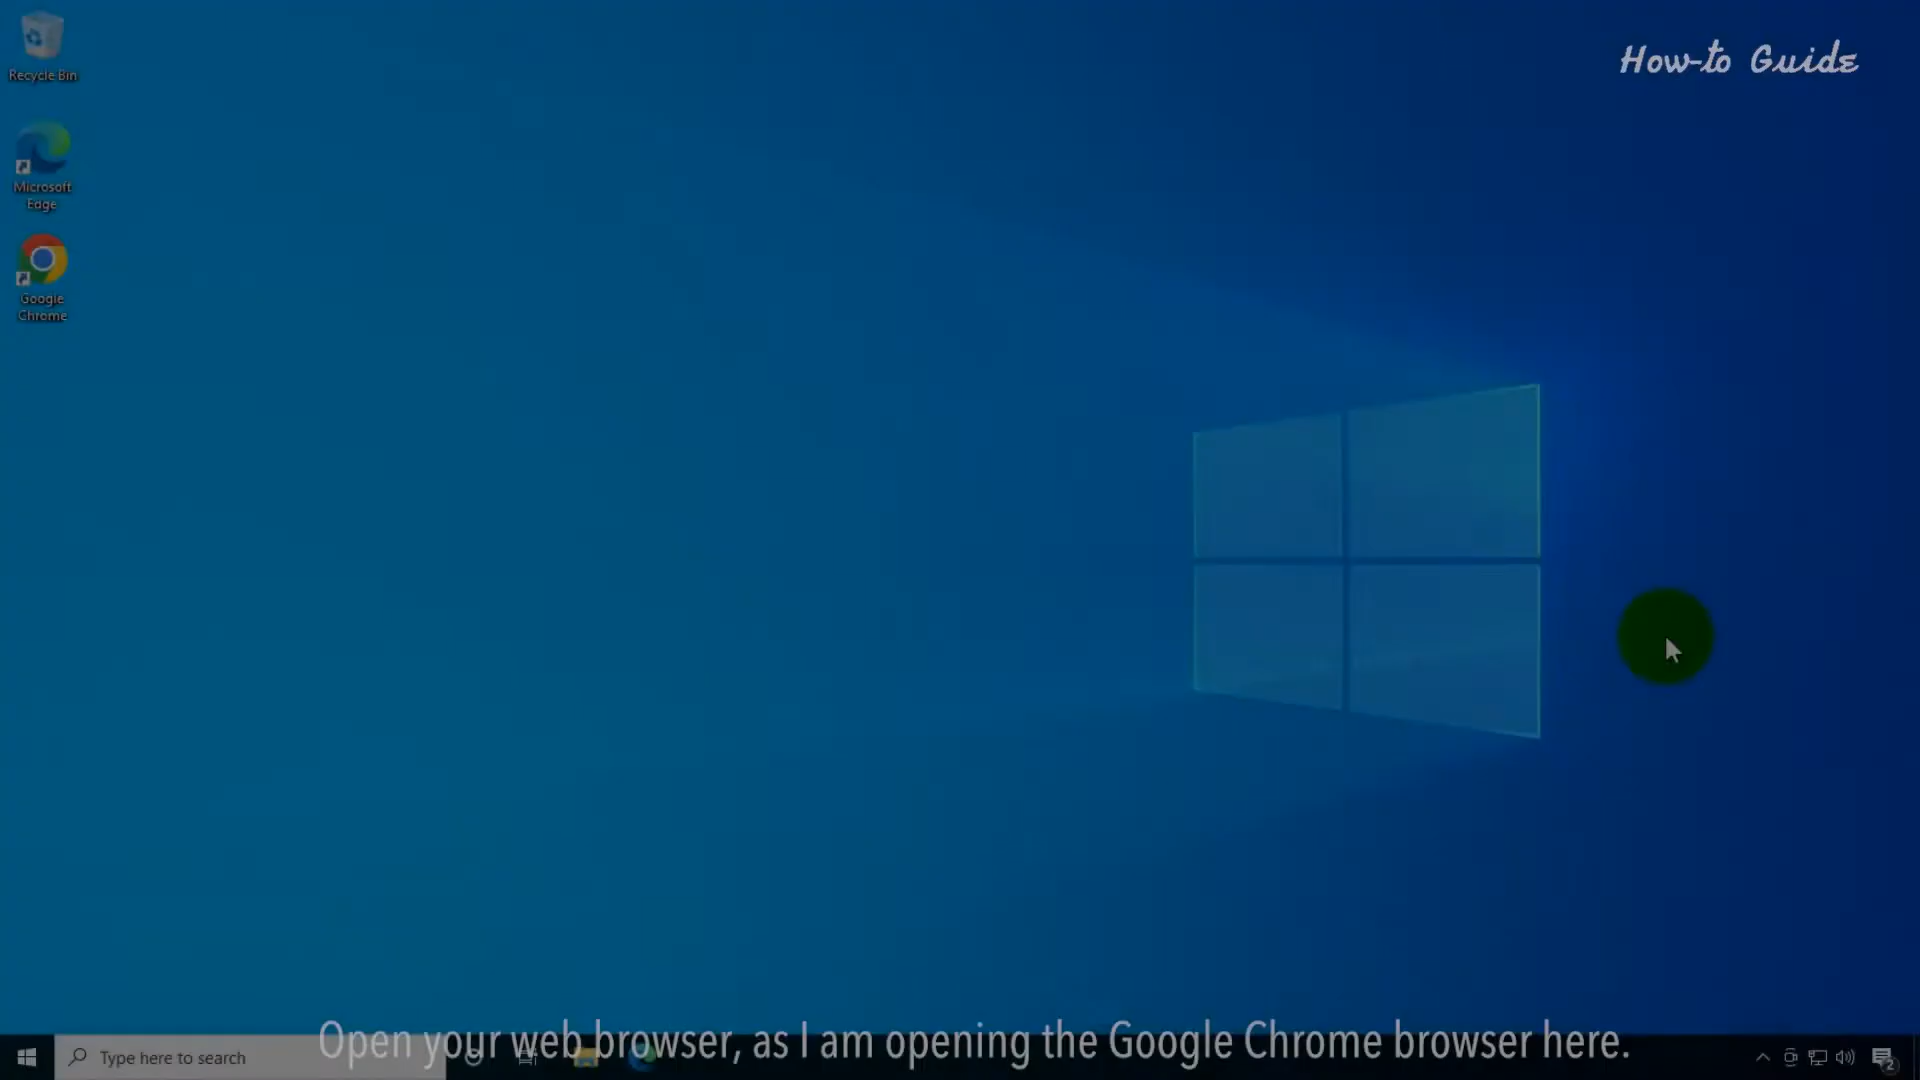 How-to Guide
Recycle Bin
Microsoft
Edge
Google
Chrome
Open your web browser, as I am opening the Google Chrome browser here.
Type here to search
2